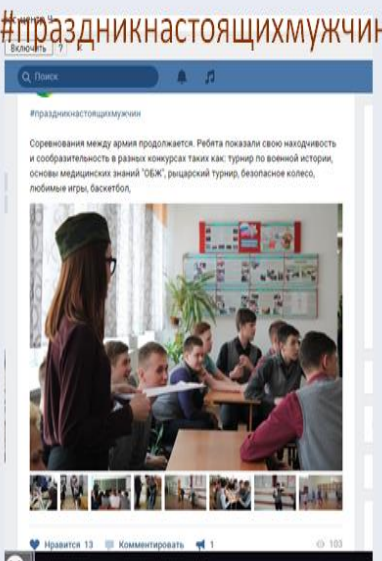 #праздникнастоящихмужчин
Включить ?
Поиск
#праздникнастоящихмужчин
Соревнования между армия продолжается. Ребята показали свою находчивость
и сообразительность в разных конкурсах таких как: турнир по военной истории,
основы медицинских знаний "ОБЖ", рыцарский турнир, безопасное колесо,
любимые игры, баскетбол,
Нравится 13 Комментировать 1 103